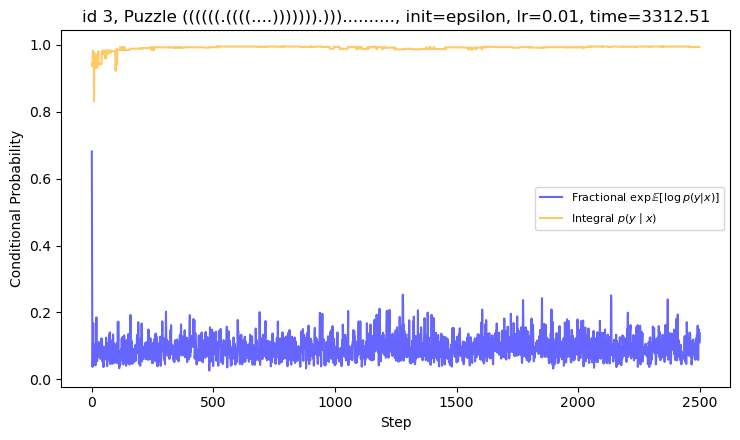 id 3, Puzzle ((((((.((((....))))))).))).........., init=epsilon, lr=0.01, time=3312.51
1.0
0.8
0.6
0.4
0.2
0.0
Conditional Probability
Fractional exp𝔼[log p(y|x)]
Integral p(y | x)
0
500
1000
1500
2000
2500
Step